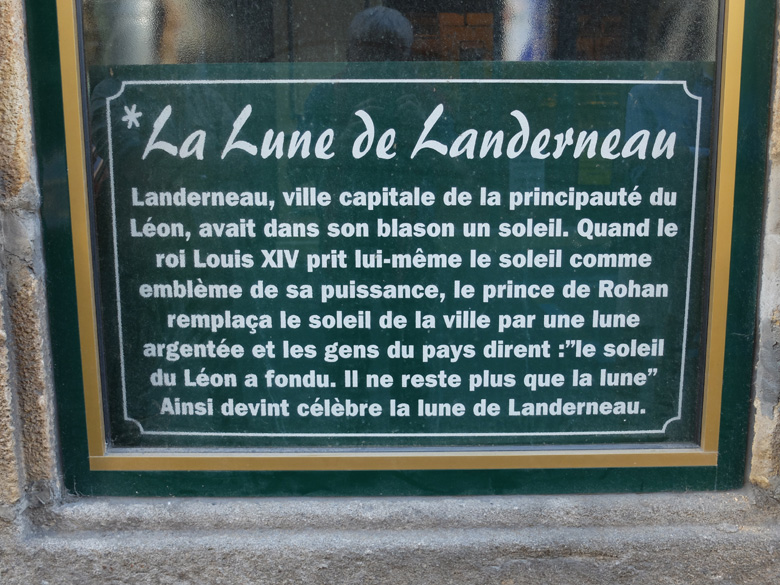 *La Lune de Landerneau
Landerneau, ville capitale de la principauté du
Léon, avait dans son blason un soleil. Quand le
roi Louis XIV prit lui-même le soleil comme
emblème de sa puissance, le prince de Rohan
remplaça le soleil de la ville par une lune
argentée et les gens du pays dirent :”le soleil
du Léon a fondu. Il ne reste plus que la lune”
Ainsi devint célèbre la lune de Landerneau.